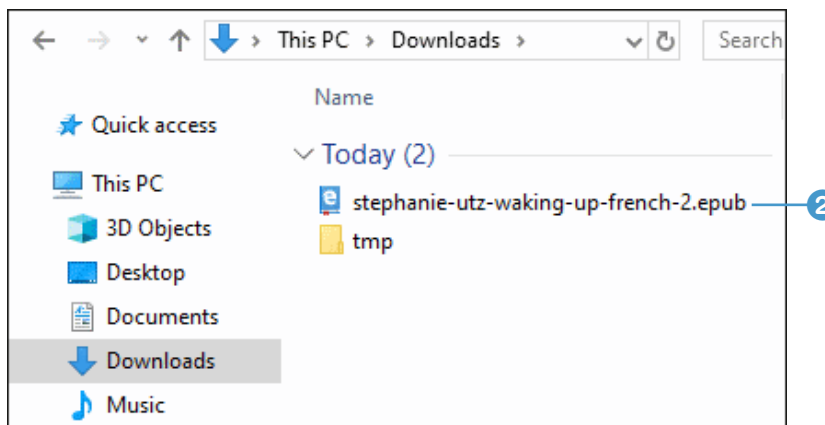 This PC > Downloads >
Search
Name
Quick access
Today (2)
This PC
stephanie-utz-waking-up-french-2.epub
2
3D Objects
tmp
Desktop
Documents
Downloads
Music